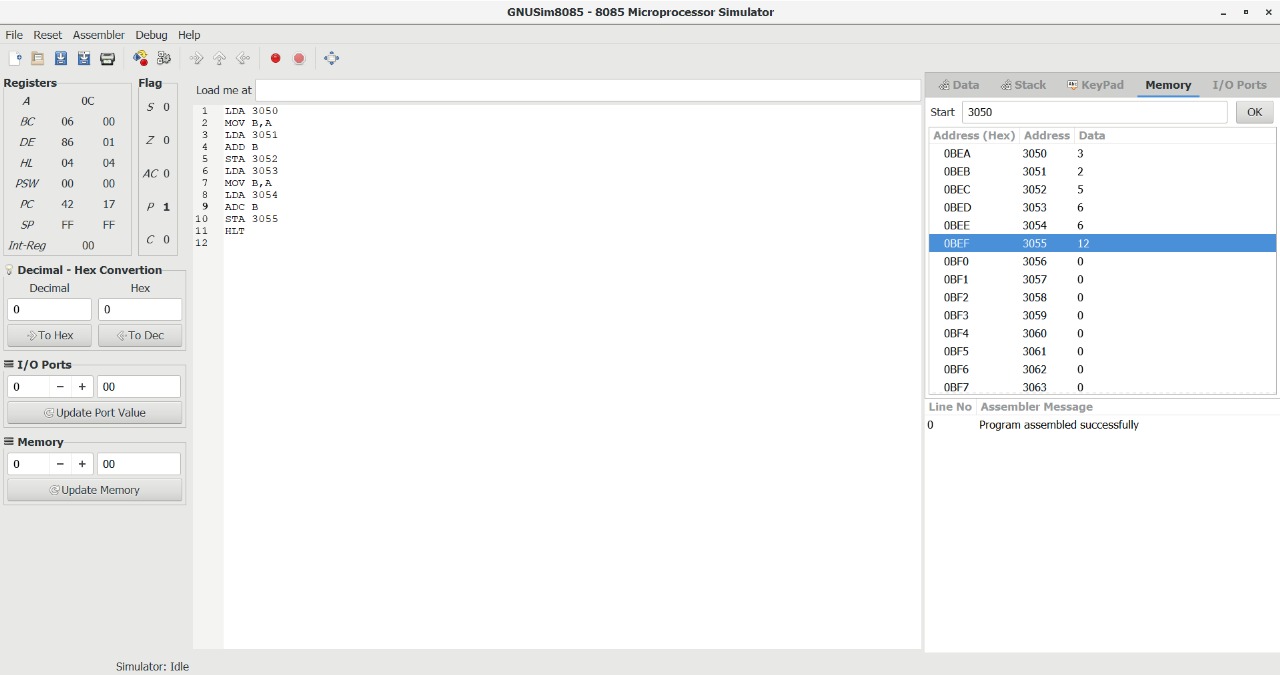 GNUSim8085 - 8085 Microprocessor Simulator
File Reset Assembler Debug Help
Registers
A 0C
BC 06 00
DE 86 01
HL 04 04
PSW 00 00
PC 42 17
SP FF FF
Int-Reg 00
Flag
S 0
Z 0
AC 0
P 1
C 0
Decimal - Hex Convertion
Decimal Hex
0 0
To Hex To Dec
I/O Ports
0 − + 00
Update Port Value
Memory
0 − + 00
Update Memory
Load me at
1 LDA 3050
2 MOV B,A
3 LDA 3051
4 ADD B
5 STA 3052
6 LDA 3053
7 MOV B,A
8 LDA 3054
9 ADC B
10 STA 3055
11 HLT
12
Data Stack KeyPad Memory I/O Ports
Start 3050 OK
Address (Hex) Address Data
0BEA 3050 3
0BEB 3051 2
0BEC 3052 5
0BED 3053 6
0BEE 3054 6
0BEF 3055 12
0BF0 3056 0
0BF1 3057 0
0BF2 3058 0
0BF3 3059 0
0BF4 3060 0
0BF5 3061 0
0BF6 3062 0
0BF7 3063 0
Line No Assembler Message
0 Program assembled successfully
Simulator: Idle